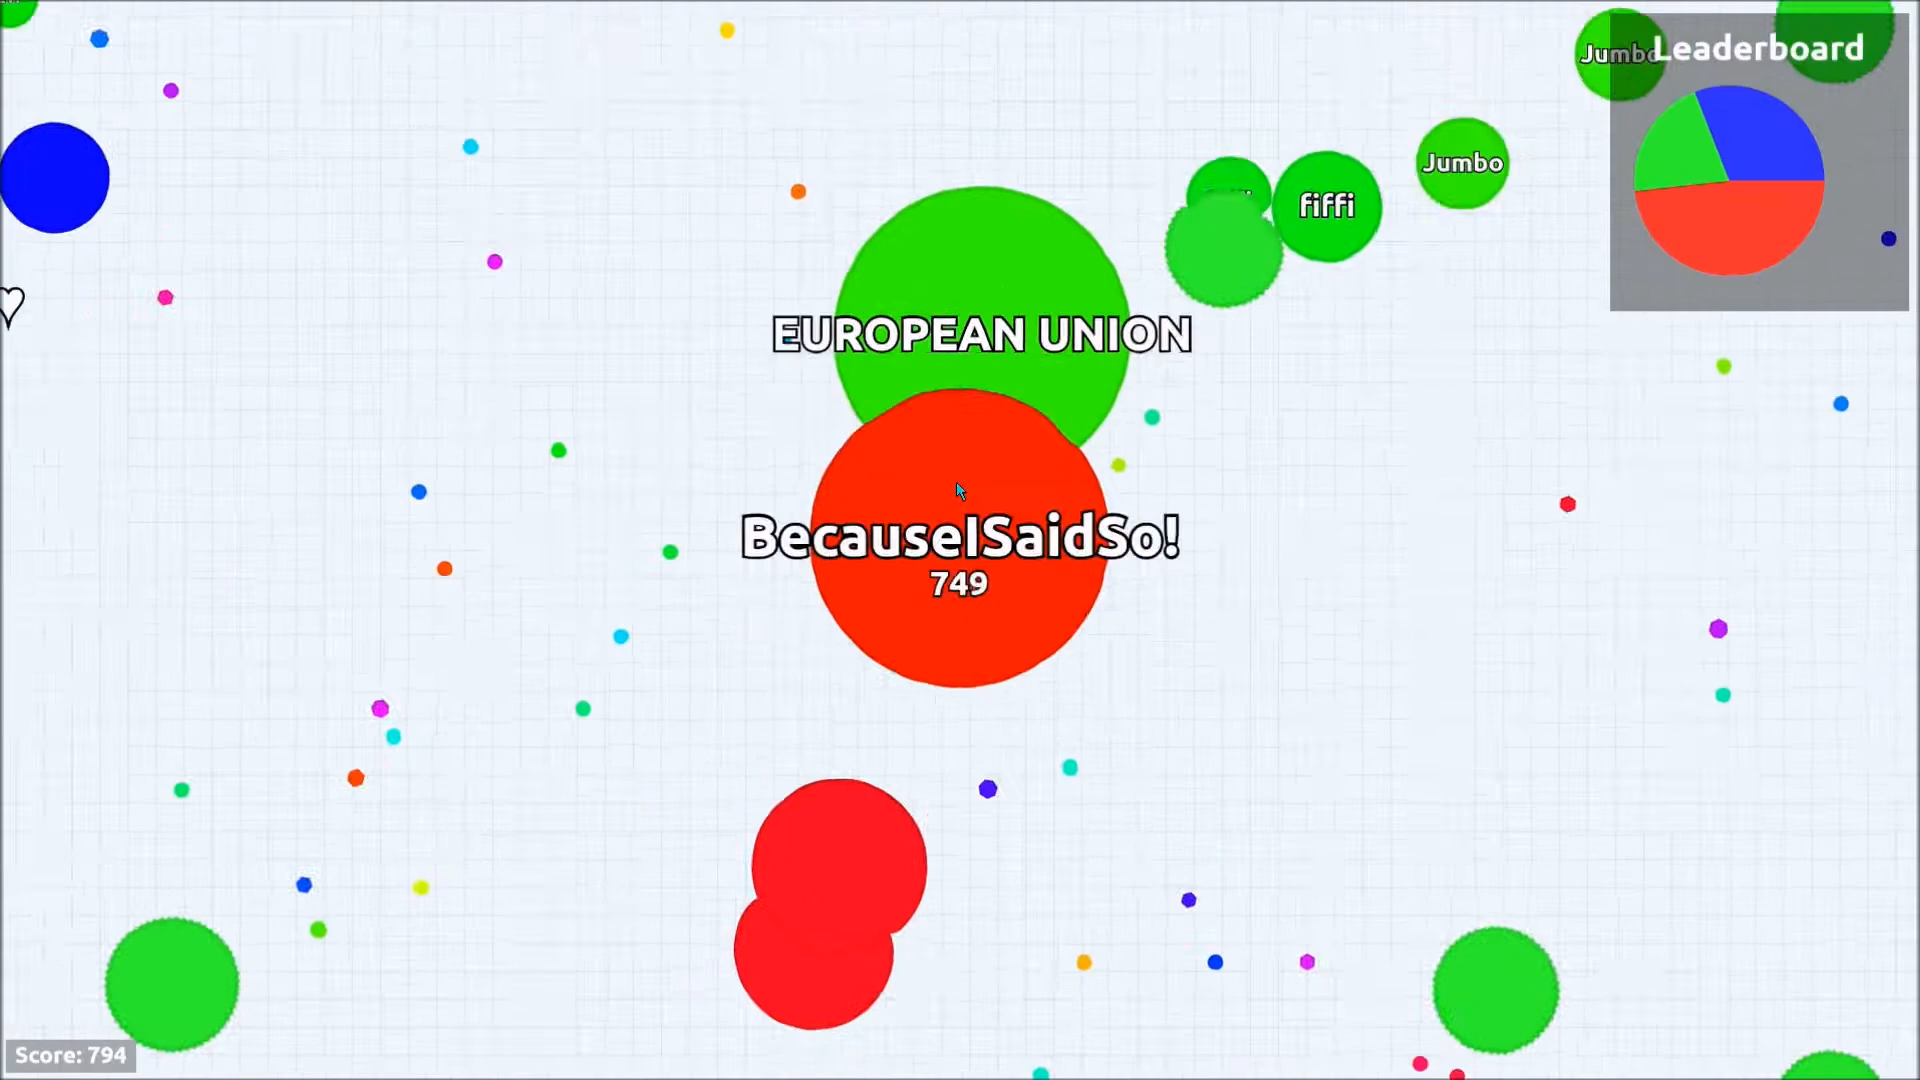 Jumbo
Leaderboard
Jumbo
fiffi
EUROPEAN UNION
BecauseISaidSo!
749
Score: 794